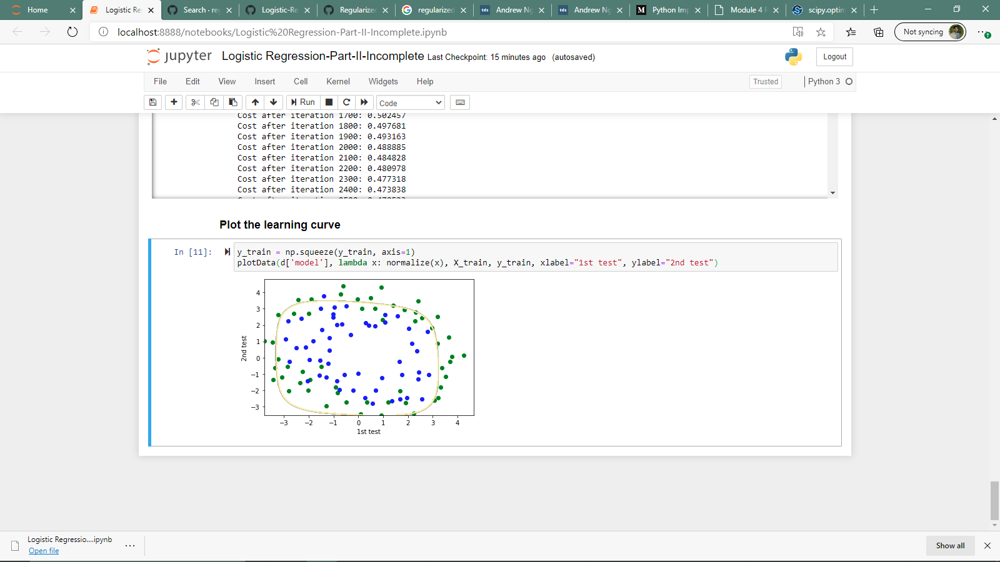 Home
Logistic Re
Search · re
Logistic-Re
Regularized
regularized
Andrew Ng
Andrew Ng
Python Imp
Module 4 F
scipy.optim
localhost:8888/notebooks/Logistic%20Regression-Part-II-Incomplete.ipynb
Not syncing
jupyter Logistic Regression-Part-II-Incomplete Last Checkpoint: 15 minutes ago (autosaved)
Logout
File Edit View Insert Cell Kernel Widgets Help
Trusted
Python 3
Run
Code
Cost after iteration 1700: 0.502457
Cost after iteration 1800: 0.497681
Cost after iteration 1900: 0.493163
Cost after iteration 2000: 0.488885
Cost after iteration 2100: 0.484828
Cost after iteration 2200: 0.480978
Cost after iteration 2300: 0.477318
Cost after iteration 2400: 0.473838
Plot the learning curve
In [11]:
y_train = np.squeeze(y_train, axis=1)
plotData(d['model'], lambda x: normalize(x), X_train, y_train, xlabel="1st test", ylabel="2nd test")
4
3
2
1
0
−1
−2
−3
2nd test
−3 −2 −1 0 1 2 3 4
1st test
Logistic Regressio....ipynb
Open file
Show all